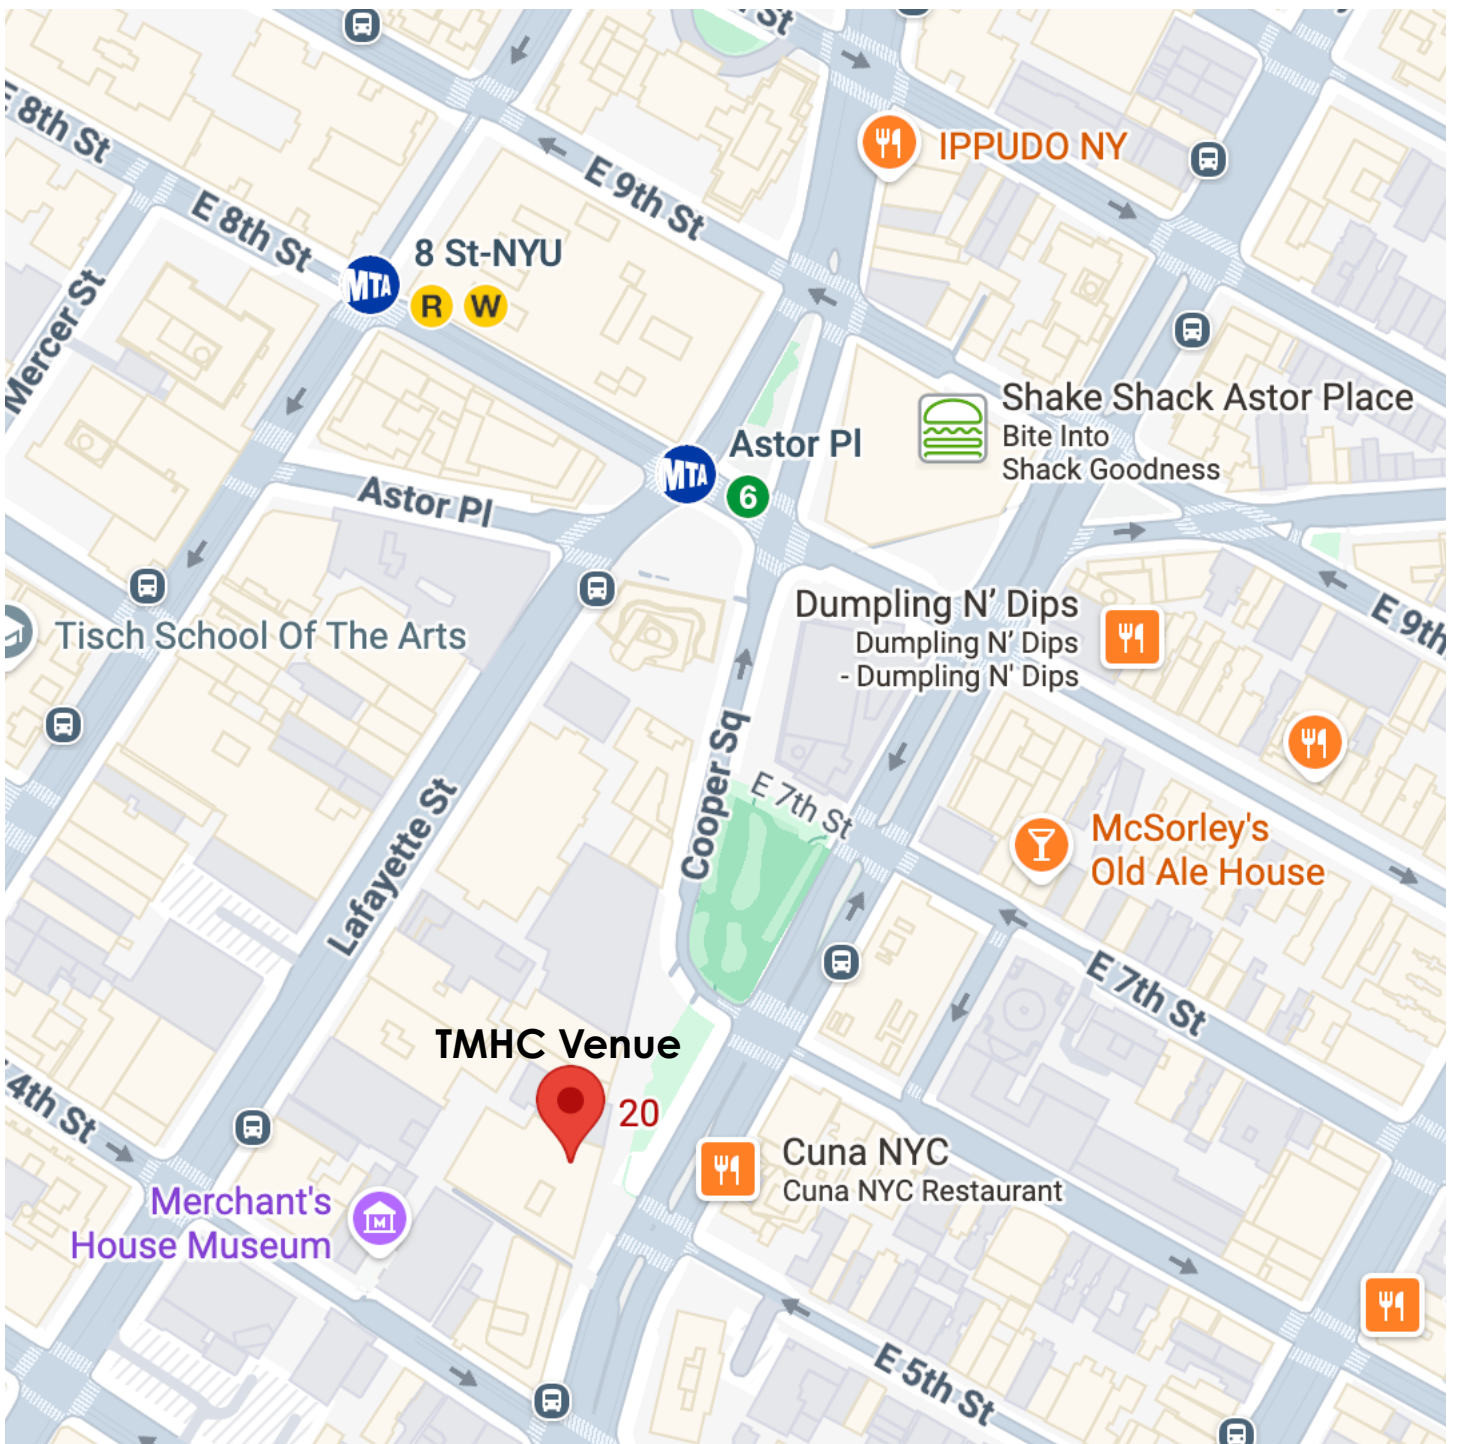 St
E 8th St
E 9th St
IPPUDO NY
E 8th St
8 St-NYU
MTA
R W
Mercer St
Shake Shack Astor Place
Bite Into
Shack Goodness
Astor Pl
MTA
6
Astor Pl
Dumpling N’ Dips
Dumpling N’ Dips
- Dumpling N' Dips
E 9th
Tisch School Of The Arts
Cooper Sq
E 7th St
McSorley's
Old Ale House
Lafayette St
E 7th St
TMHC Venue
20
4th St
Cuna NYC
Cuna NYC Restaurant
Merchant's
House Museum
M
E 5th St